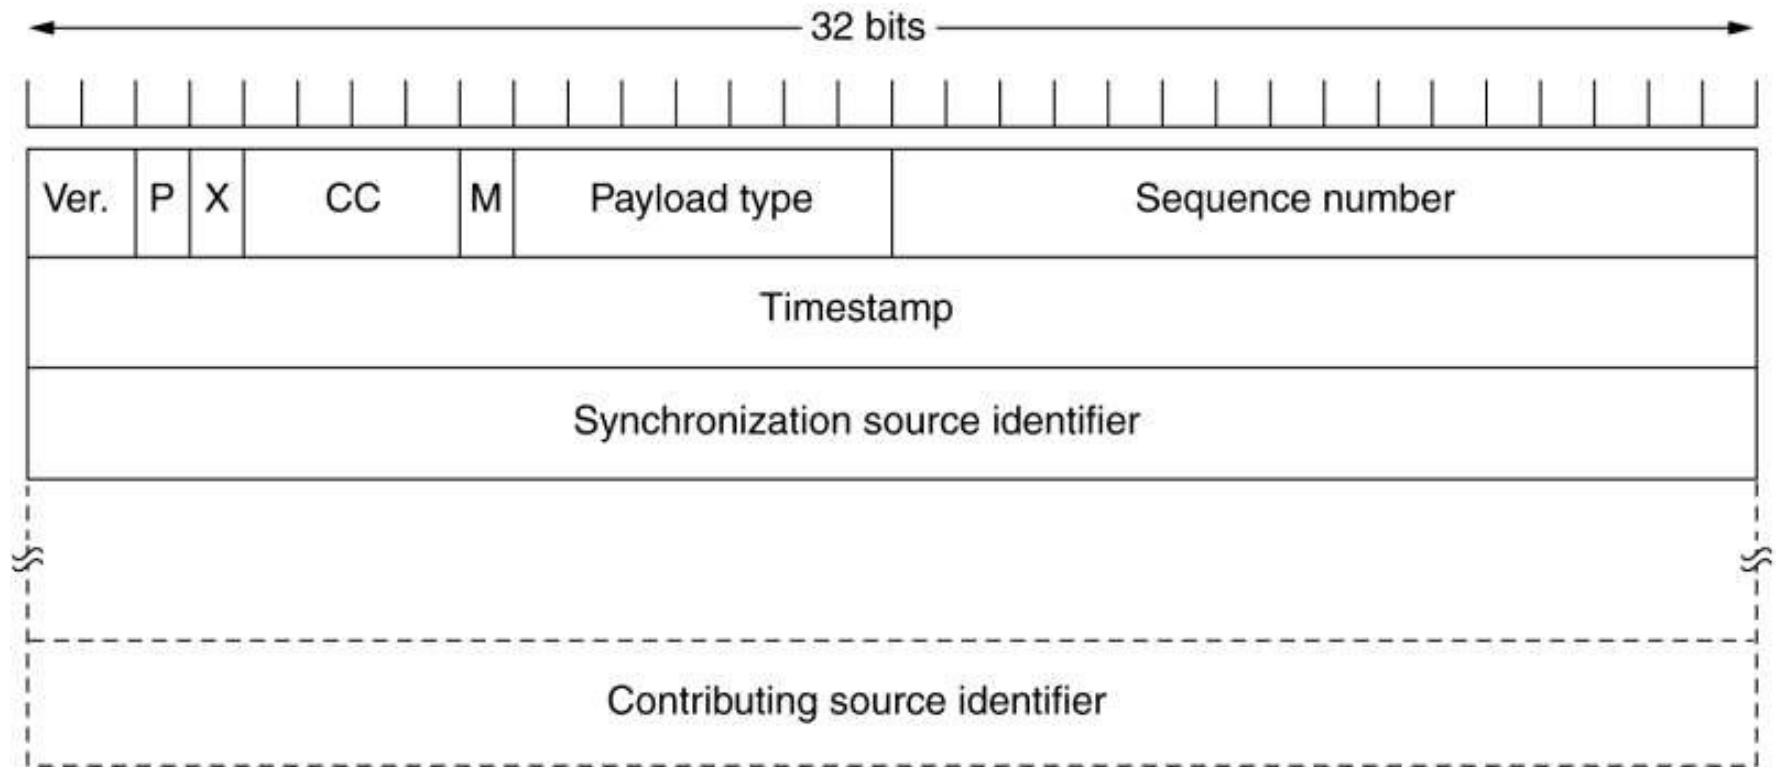 32 bits
Ver. P X CC M Payload type Sequence number
Timestamp
Synchronization source identifier
Contributing source identifier